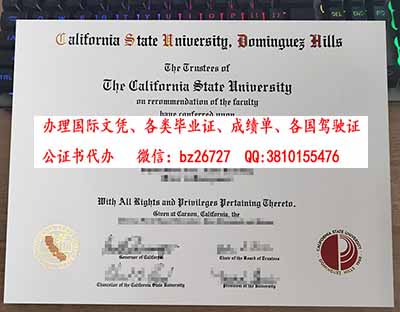 California State University, Dominguez Hills
The Trustees of
The California State University
on recommendation of the faculty
have conferred upon
办理国际文凭、各类毕业证、成绩单、各国驾驶证
公证书代办 微信：bz26727 QQ:3810155476
With All Rights and Privileges Pertaining Thereto.
Given at Carson, California, the
Governor of California
Chair of the Board of Trustees
Chancellor of the California State University
President of the University
CALIFORNIA STATE UNIVERSITY